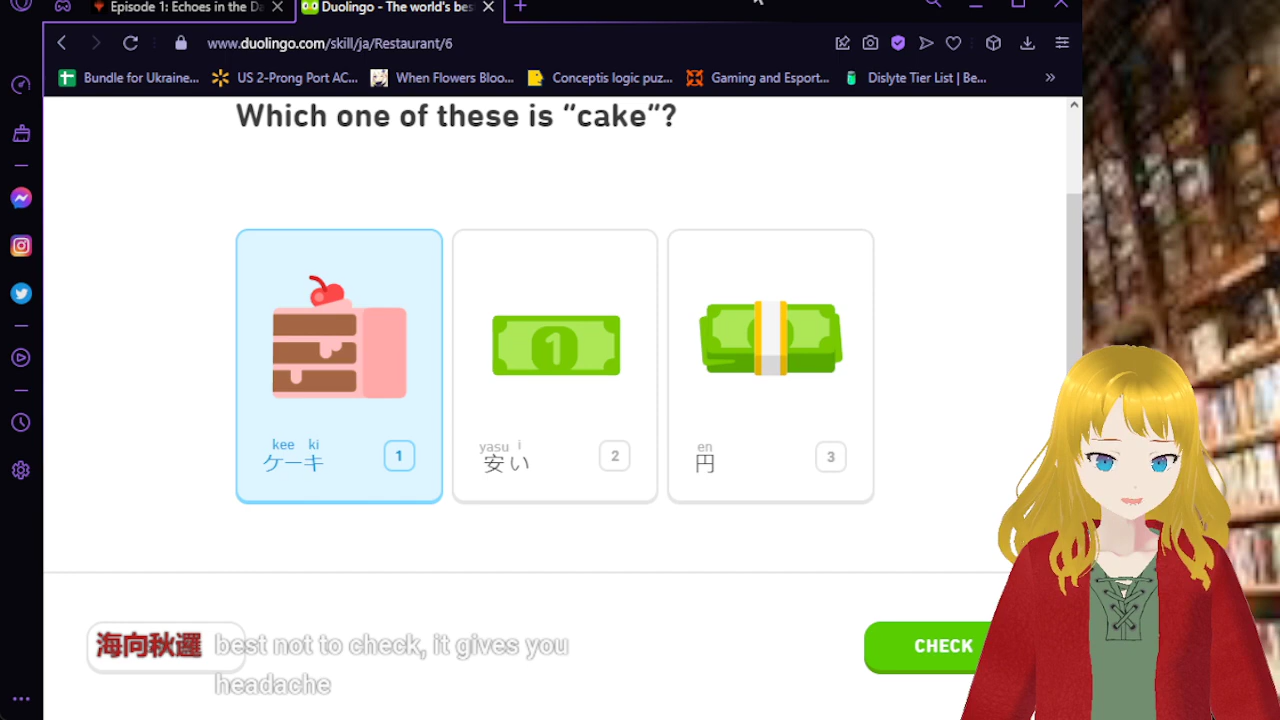 Episode 1: Echoes in the Da
Duolingo - The world's bes
www.duolingo.com/skill/ja/Restaurant/6
Bundle for Ukraine...
US 2-Prong Port AC...
When Flowers Bloo...
Conceptis logic puz...
Gaming and Esport...
Dislyte Tier List | Be...
Which one of these is “cake”?
kee ki
ケーキ
1
1
yasu i
安い
2
en
円
3
海向秋邏 best not to check, it gives you
headache
CHECK